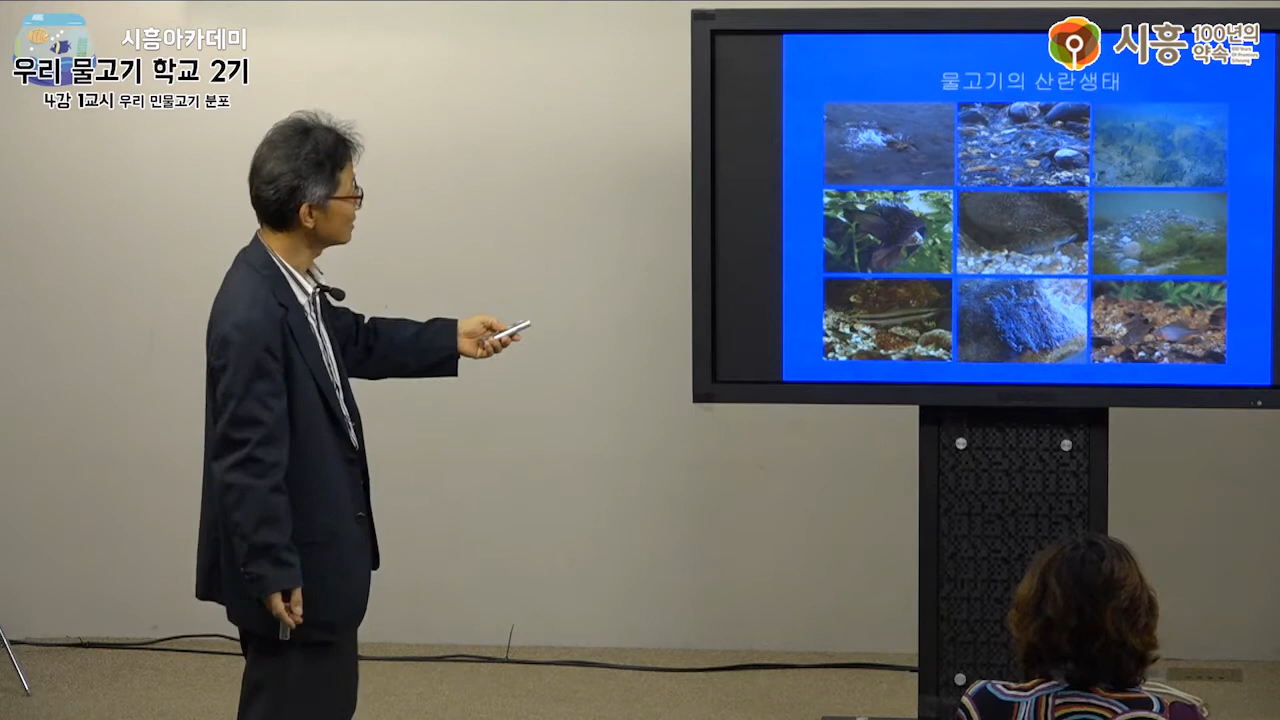 시흥아카데미
우리 물고기 학교 2기
4강 1교시 우리 민물고기 분포
시흥 100년의 약속
물고기의 산란생태